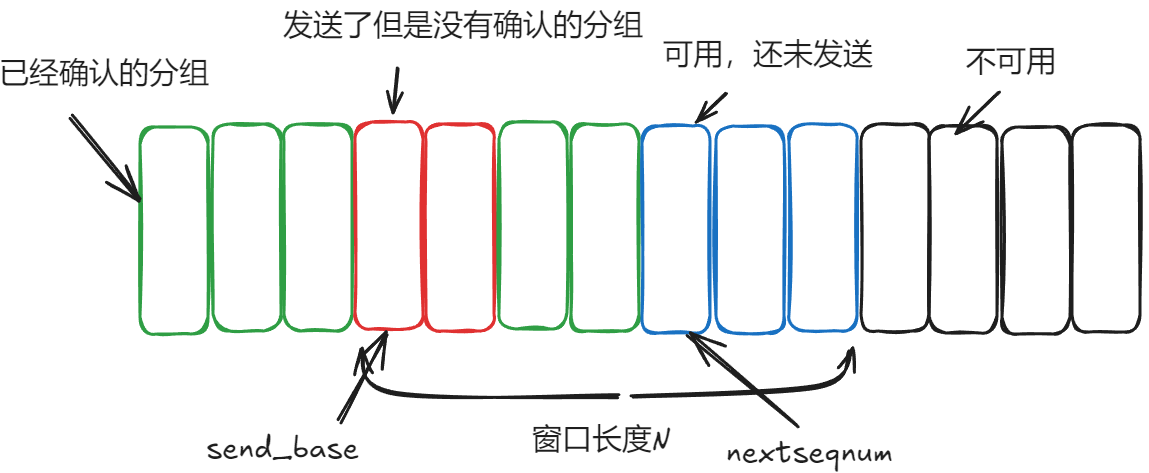 发送了但是没有确认的分组
可用，还未发送
不可用
已经确认的分组
send_base
窗口长度N
nextseqnum